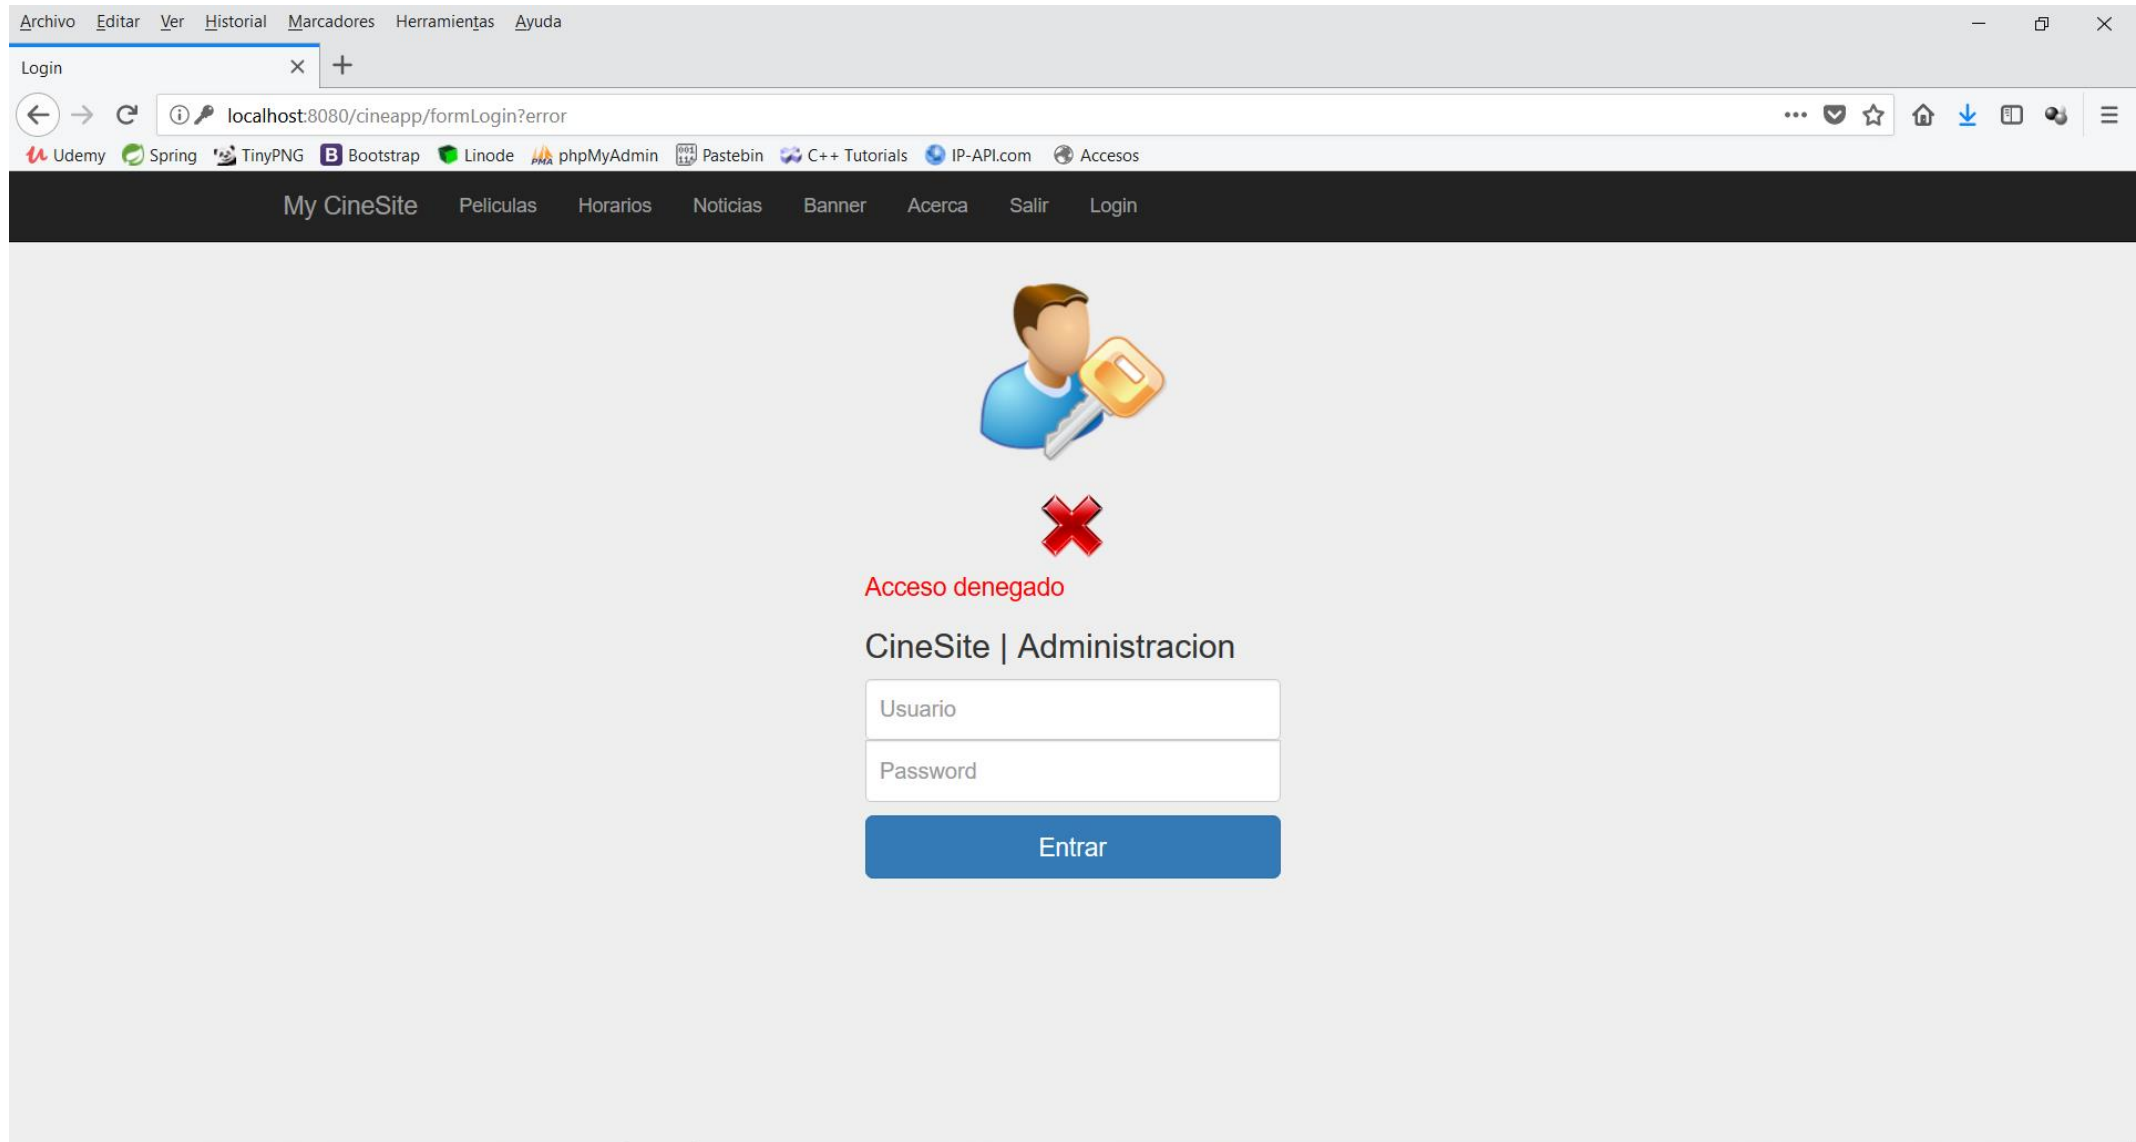 Archivo Editar Ver Historial Marcadores Herramientas Ayuda
Login
localhost:8080/cineapp/formLogin?error
Udemy Spring TinyPNG B Bootstrap Linode PMA phpMyAdmin Pastebin C++ Tutorials IP-API.com Accesos
My CineSite Peliculas Horarios Noticias Banner Acerca Salir Login
Acceso denegado
CineSite | Administracion
Usuario
Password
Entrar